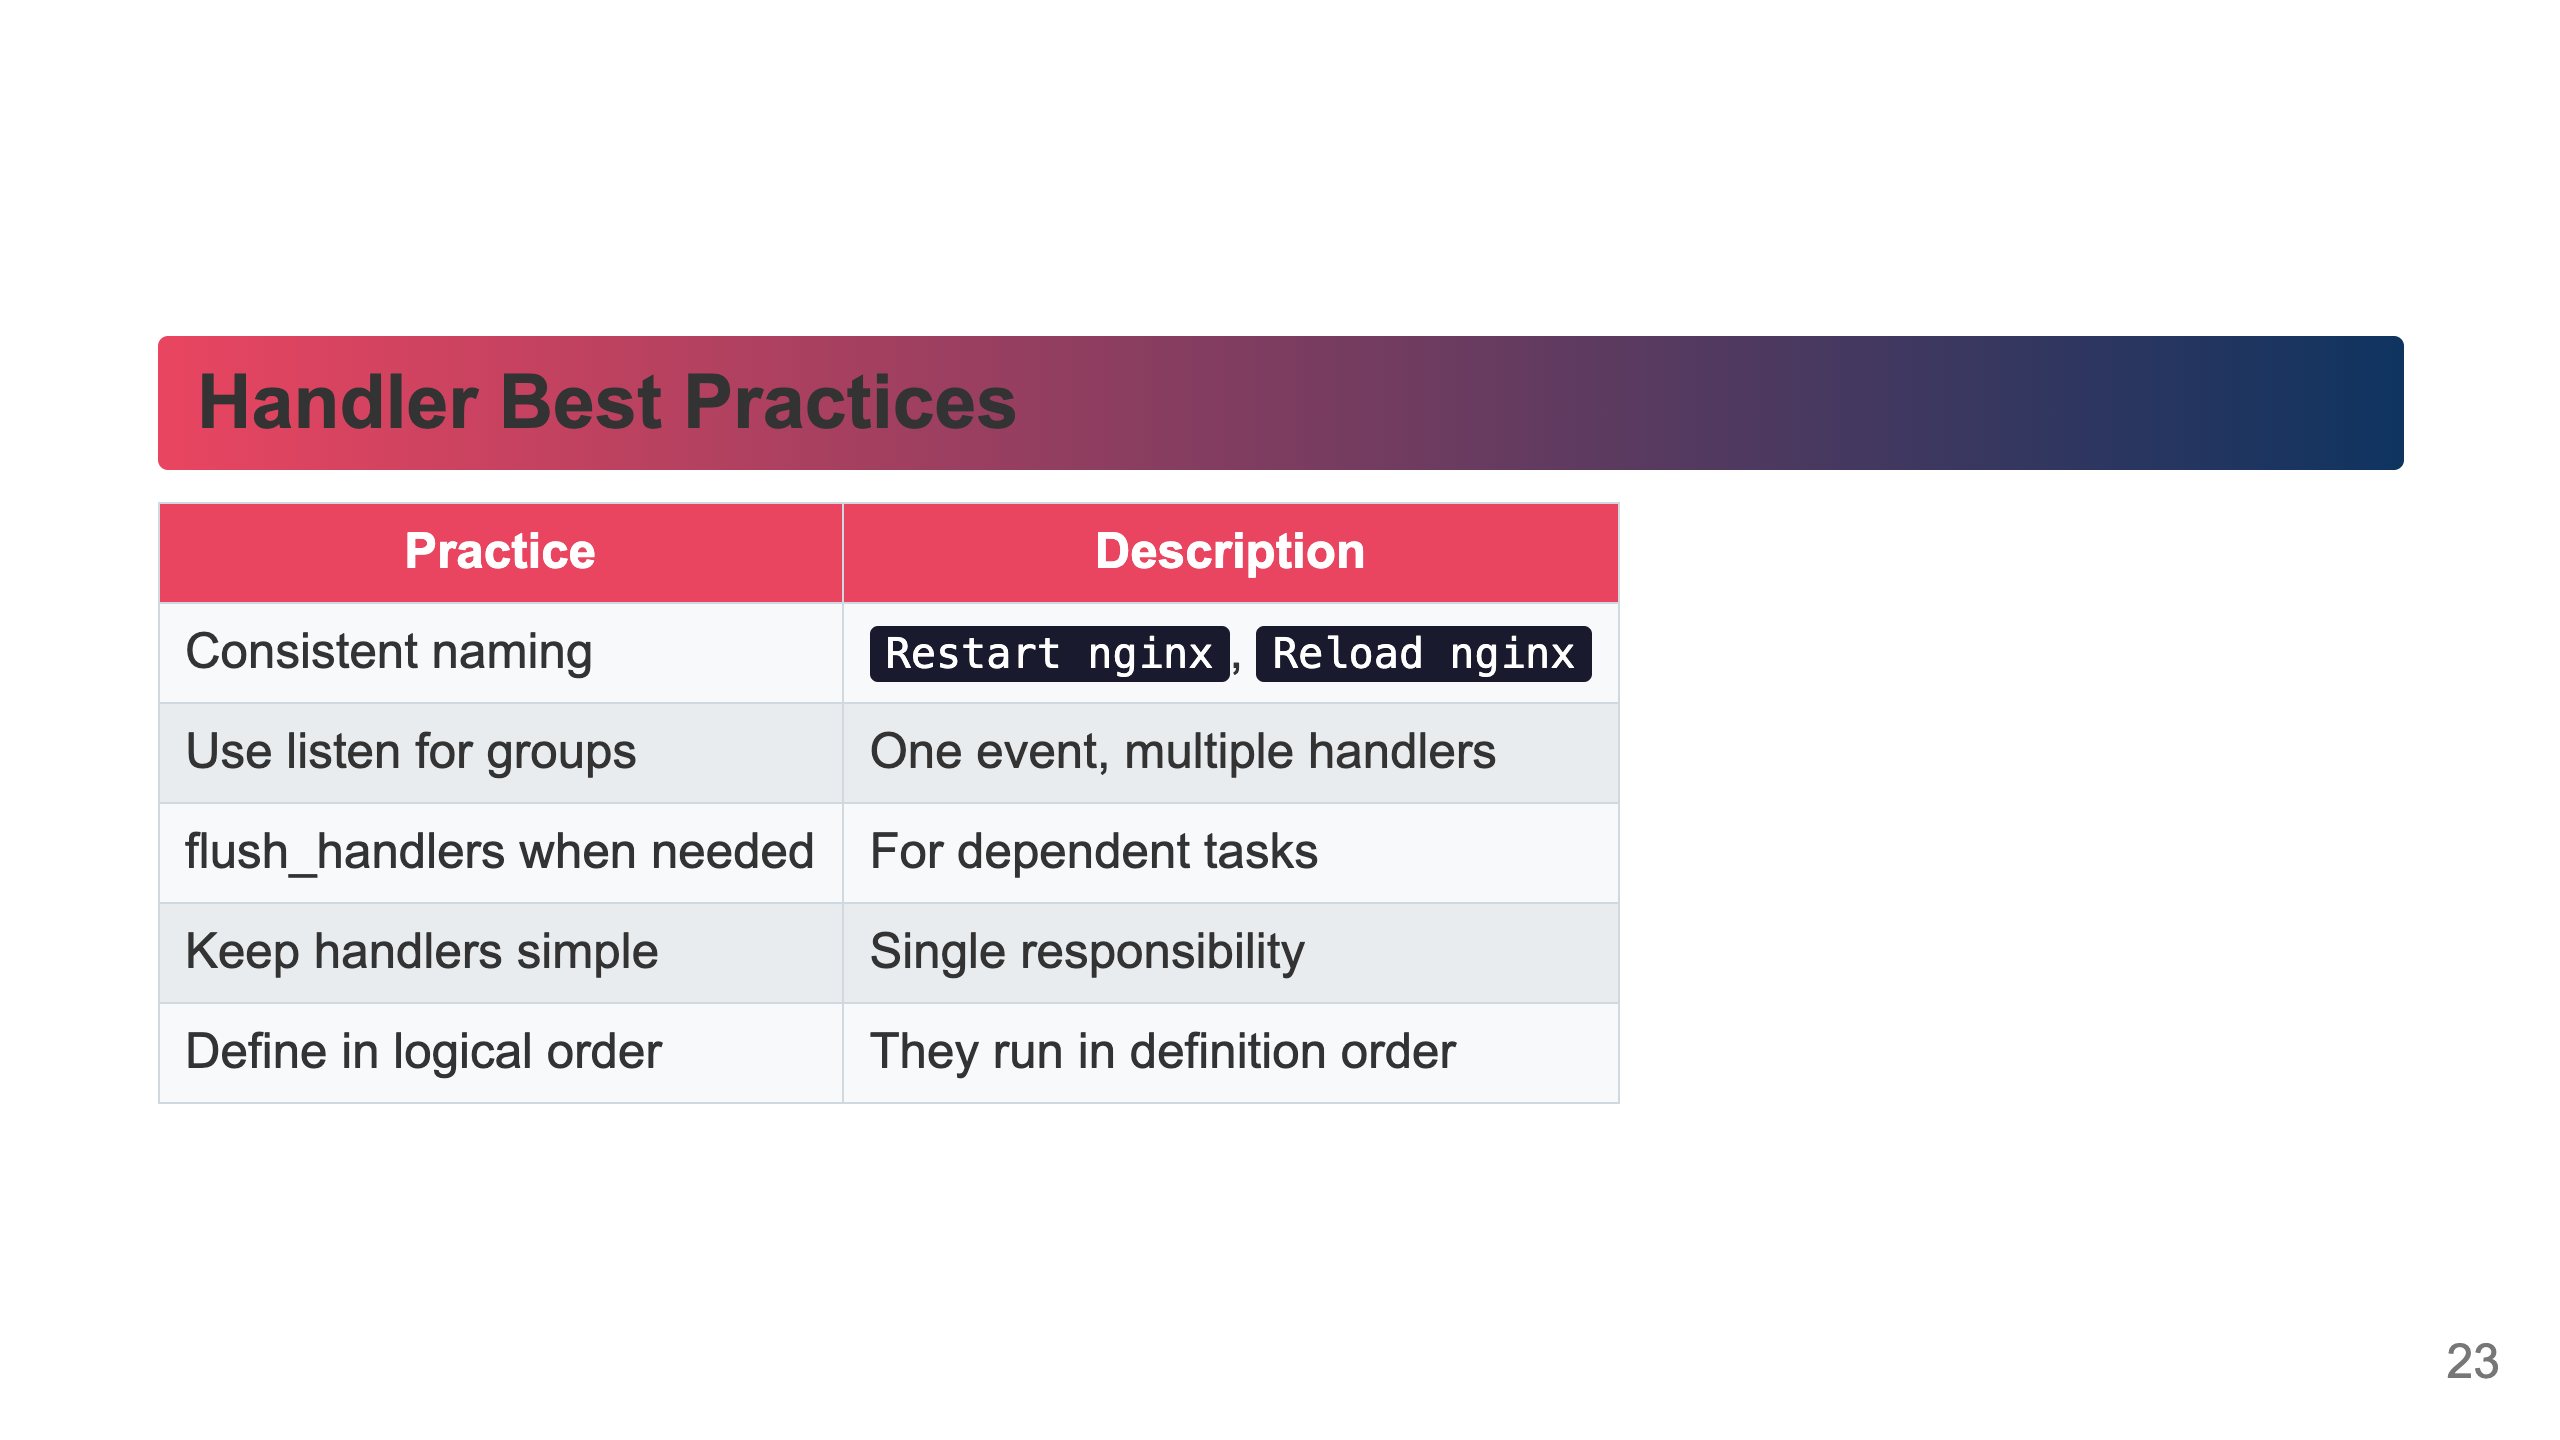 Handler Best Practices
Practice Description
Consistent naming Restart nginx, Reload nginx
Use listen for groups One event, multiple handlers
flush_handlers when needed For dependent tasks
Keep handlers simple Single responsibility
Define in logical order They run in definition order
23